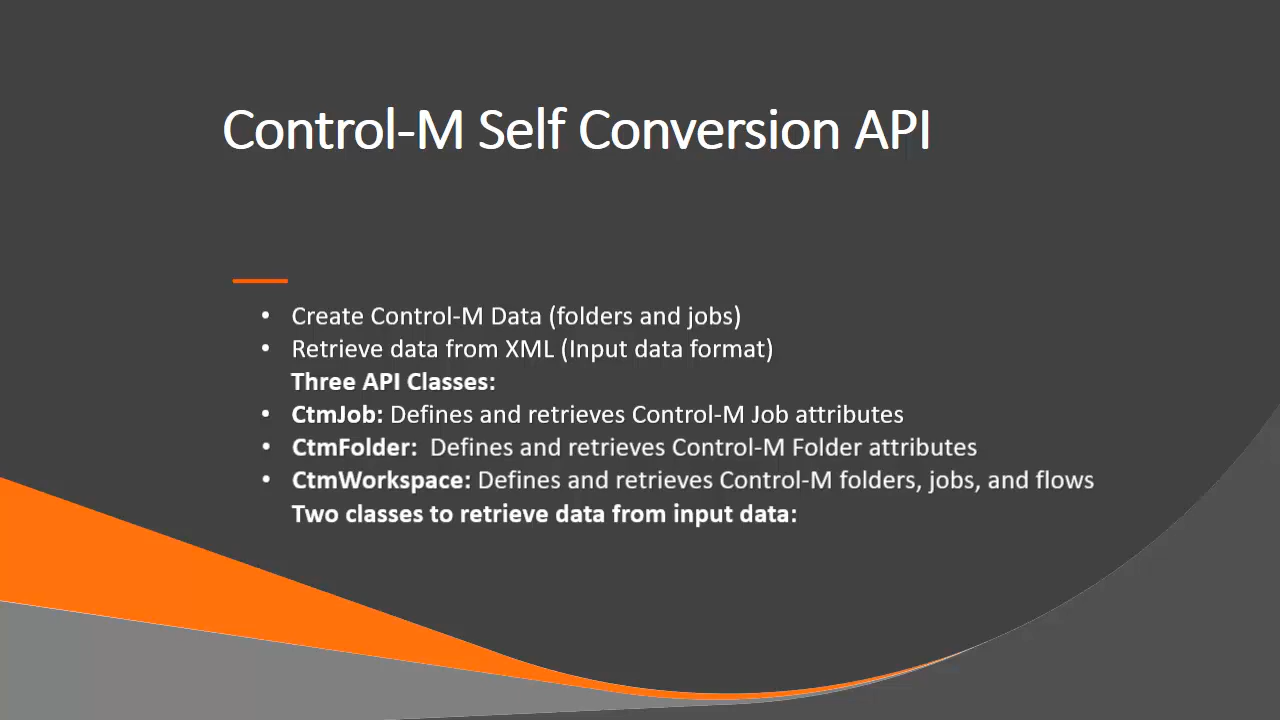 Control-M Self Conversion API
• Create Control-M Data (folders and jobs)
• Retrieve data from XML (Input data format)
Three API Classes:
• CtmJob: Defines and retrieves Control-M Job attributes
• CtmFolder:  Defines and retrieves Control-M Folder attributes
• CtmWorkspace: Defines and retrieves Control-M folders, jobs, and flows
Two classes to retrieve data from input data: